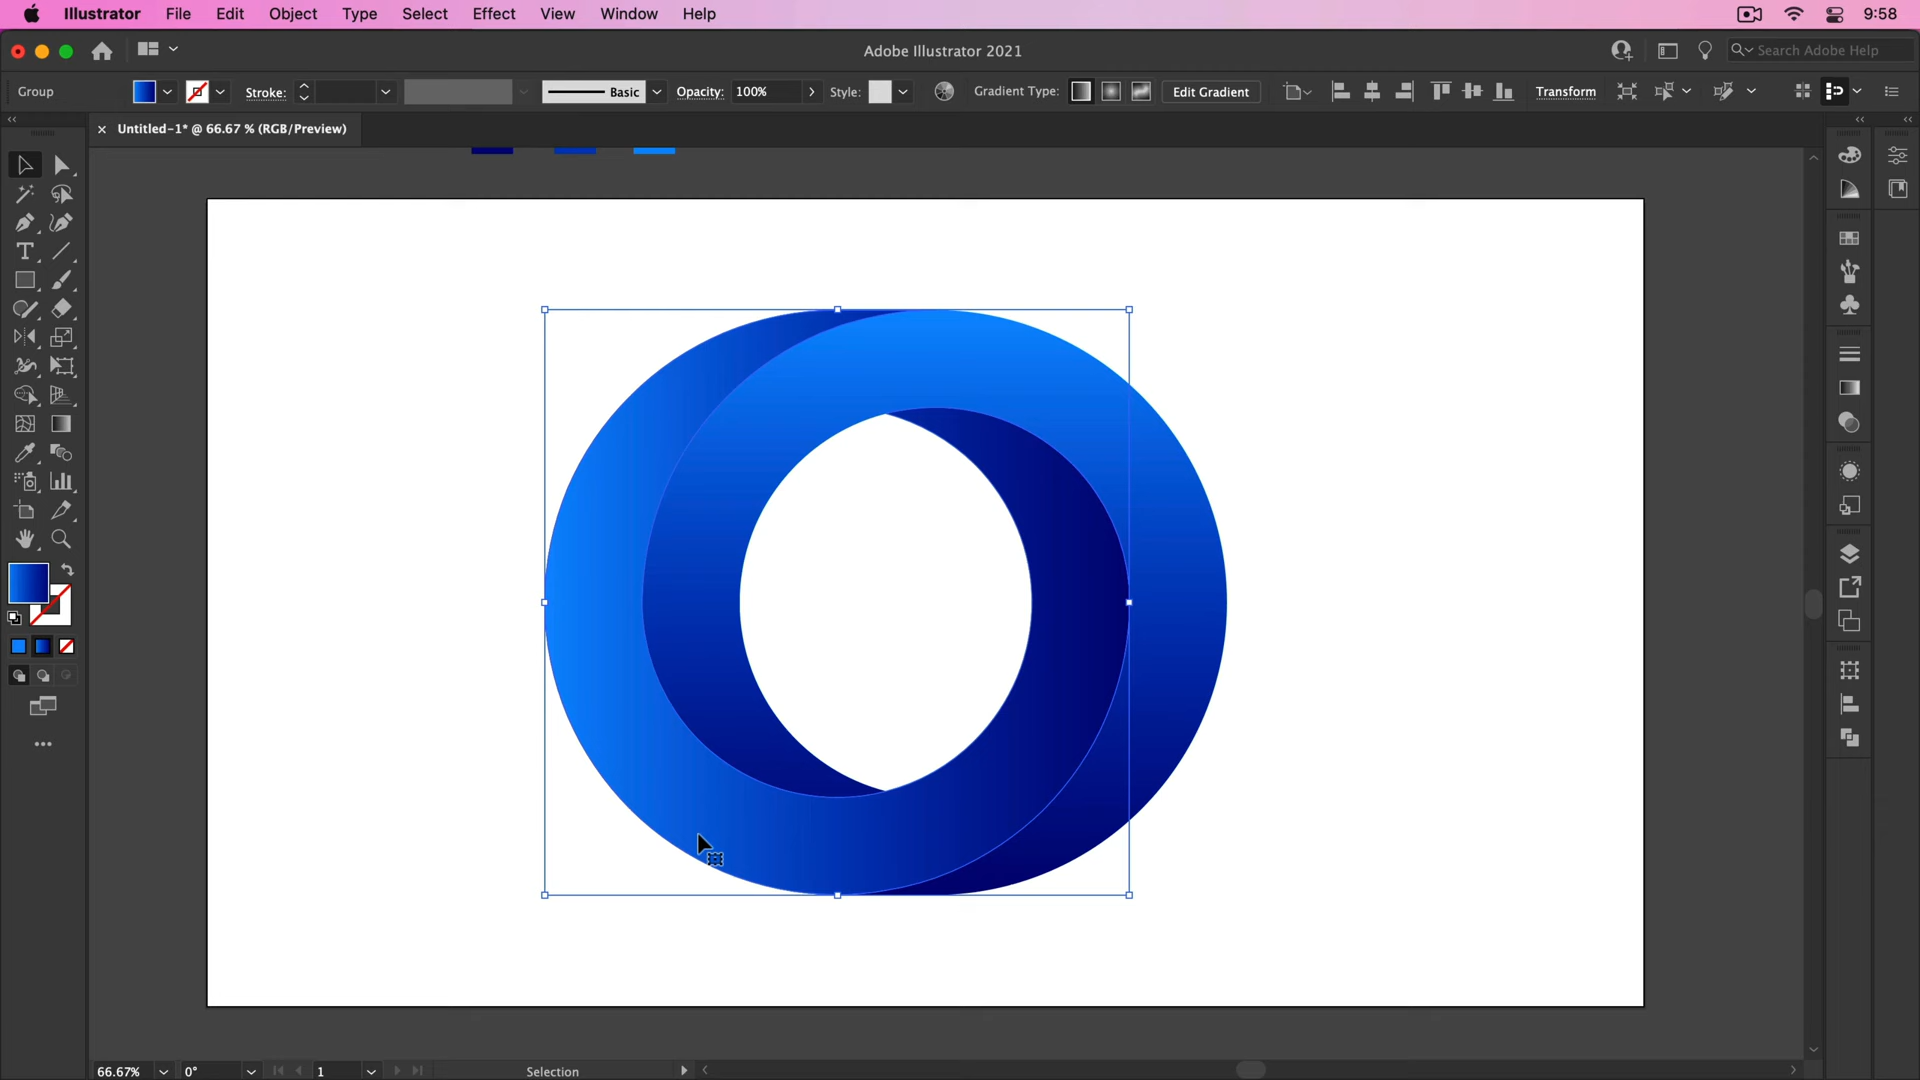 Illustrator File Edit Object Type Select Effect View Window Help 9:58
Adobe Illustrator 2021
Search Adobe Help
Group Stroke: Basic Opacity: 100% Style: Gradient Type: Edit Gradient Transform
Untitled-1* @ 66.67 % (RGB/Preview)
66.67% 0° 1 Selection